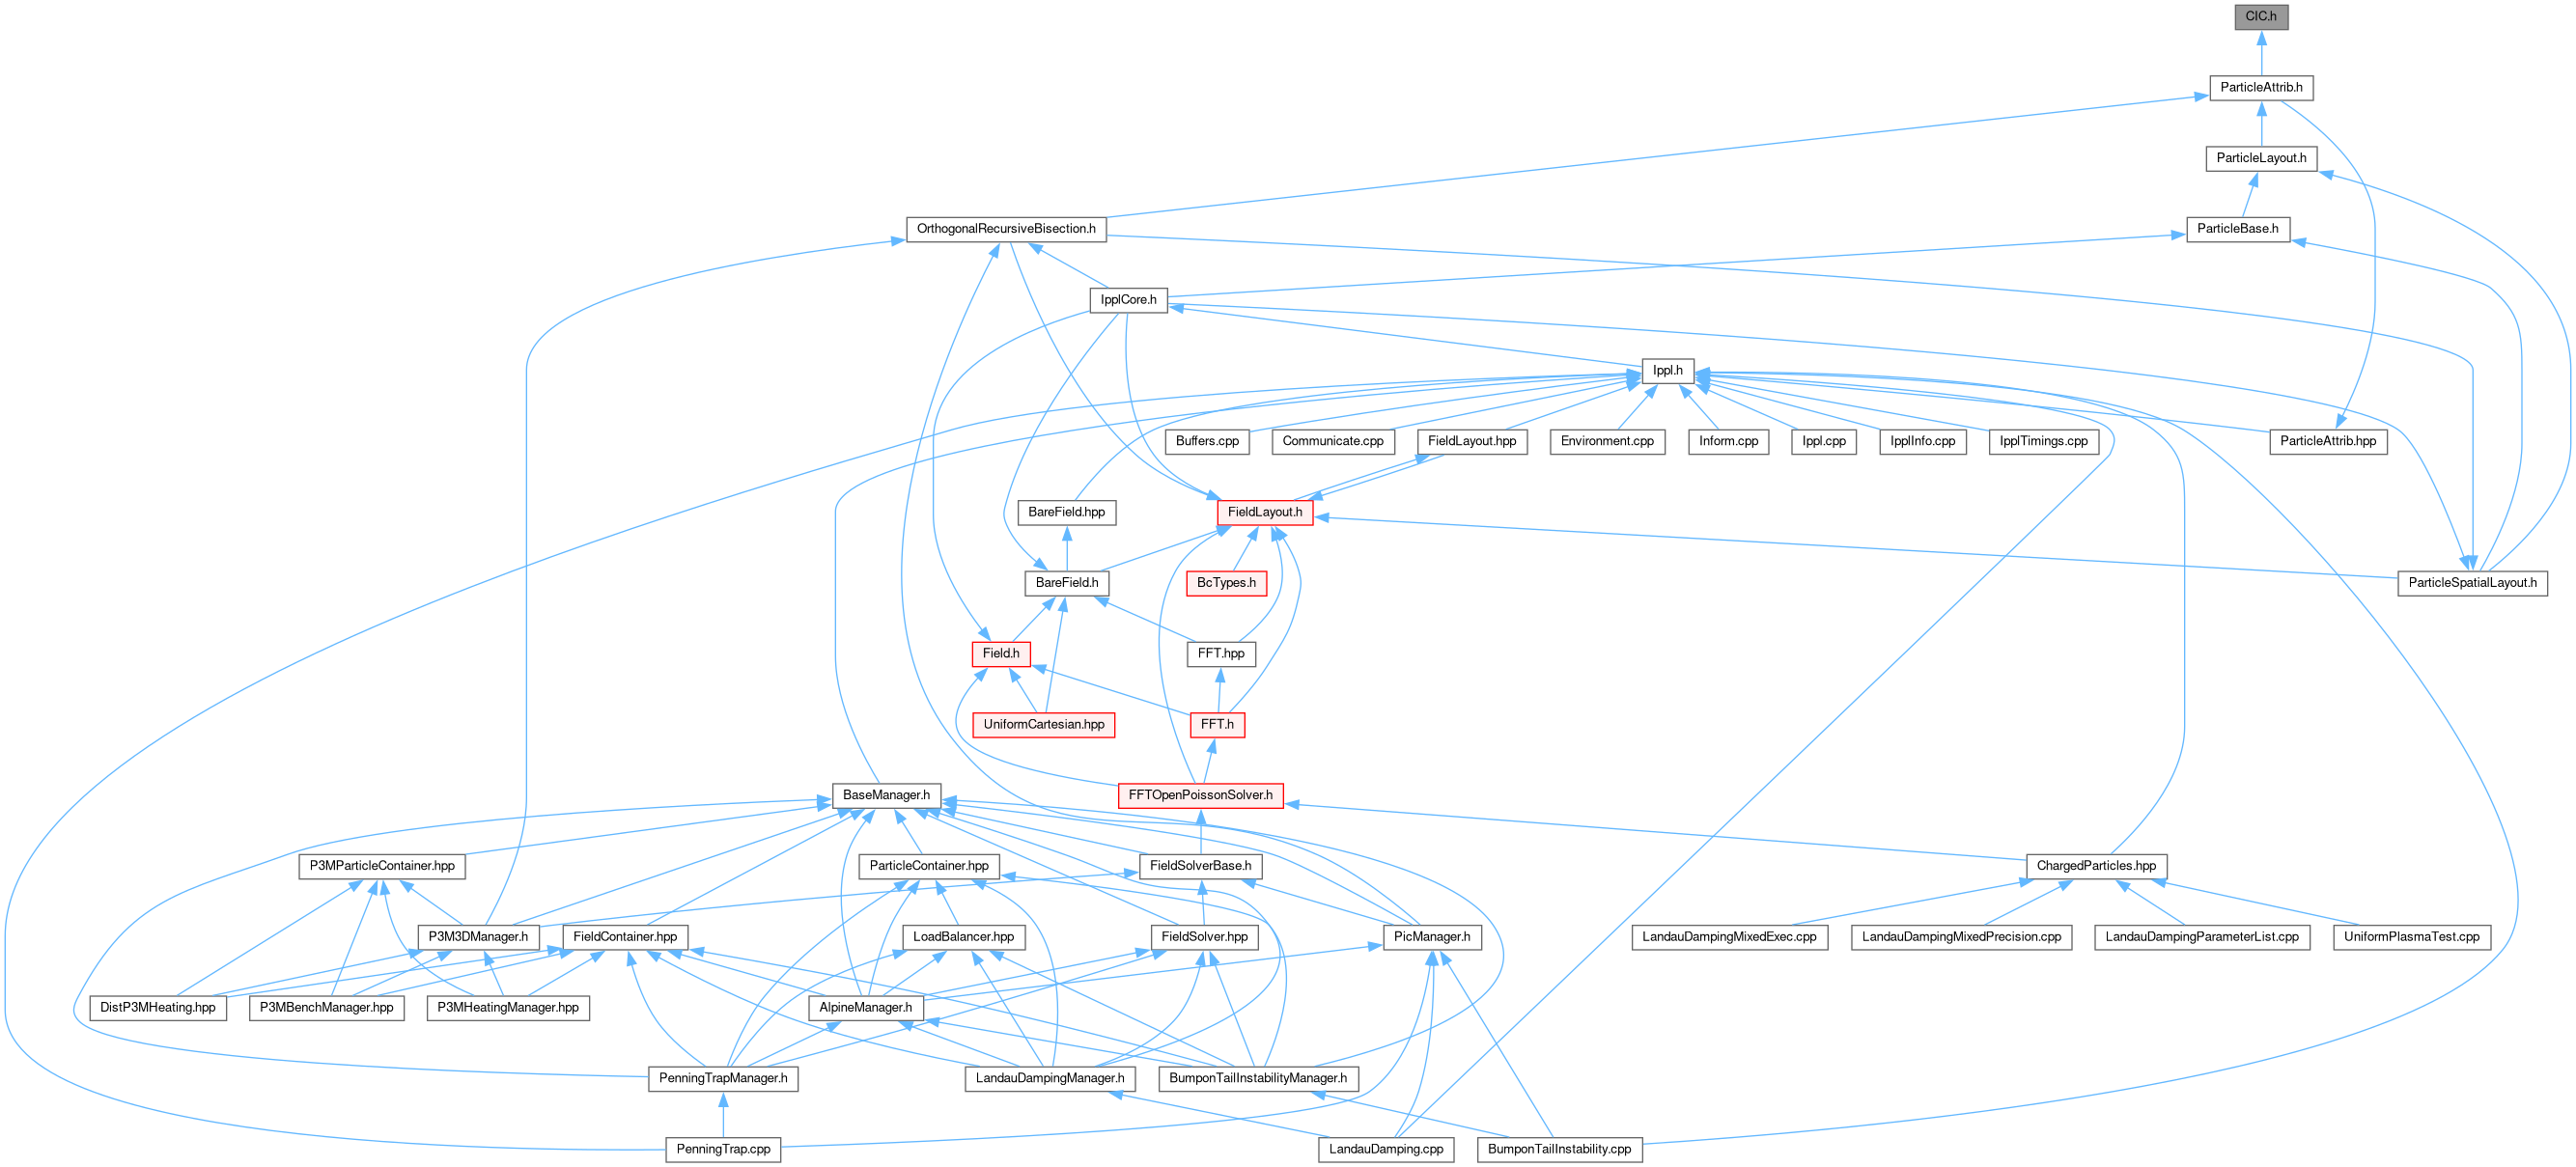 CIC.h
ParticleAttrib.h
ParticleLayout.h
OrthogonalRecursiveBisection.h
ParticleBase.h
IpplCore.h
Ippl.h
Buffers.cpp
Communicate.cpp
FieldLayout.hpp
Environment.cpp
Inform.cpp
Ippl.cpp
IpplInfo.cpp
IpplTimings.cpp
ParticleAttrib.hpp
BareField.hpp
FieldLayout.h
BareField.h
BcTypes.h
ParticleSpatialLayout.h
Field.h
FFT.hpp
UniformCartesian.hpp
FFT.h
BaseManager.h
FFTOpenPoissonSolver.h
P3MParticleContainer.hpp
ParticleContainer.hpp
FieldSolverBase.h
ChargedParticles.hpp
P3M3DManager.h
FieldContainer.hpp
LoadBalancer.hpp
FieldSolver.hpp
PicManager.h
LandauDampingMixedExec.cpp
LandauDampingMixedPrecision.cpp
LandauDampingParameterList.cpp
UniformPlasmaTest.cpp
DistP3MHeating.hpp
P3MBenchManager.hpp
P3MHeatingManager.hpp
AlpineManager.h
PenningTrapManager.h
LandauDampingManager.h
BumponTailInstabilityManager.h
PenningTrap.cpp
LandauDamping.cpp
BumponTailInstability.cpp